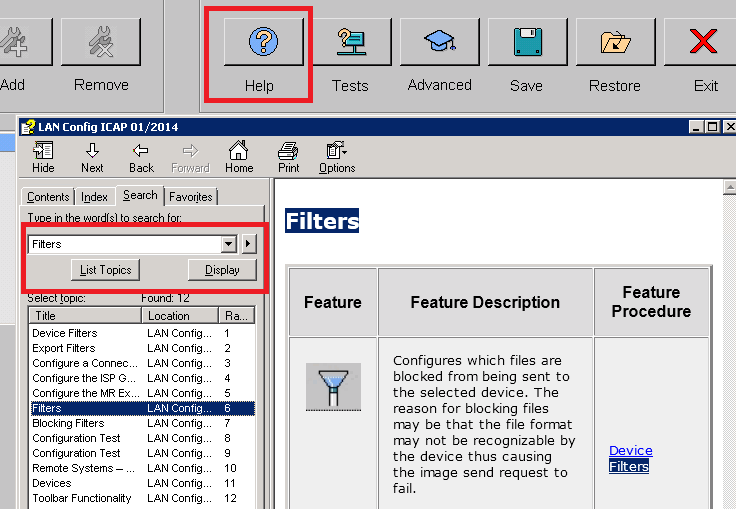 Add
Remove
Help
Tests
Advanced
Save
Restore
Exit
LAN Config ICAP 01/2014
Hide
Next
Back
Forward
Home
Print
Options
Contents
Index
Search
Favorites
Type in the word(s) to search for:
Filters
List Topics
Display
Select topic:
Found: 12
Title Location Ra...
Device Filters LAN Config... 1
Export Filters LAN Config... 2
Configure a Connec... LAN Config... 3
Configure the ISP G... LAN Config... 4
Configure the MR Ex... LAN Config... 5
Filters LAN Config... 6
Blocking Filters LAN Config... 7
Configuration Test LAN Config... 8
Configuration Test LAN Config... 9
Remote Systems – ... LAN Config... 10
Devices LAN Config... 11
Toolbar Functionality LAN Config... 12
Filters
Feature
Feature Description
Feature
Procedure
Configures which files are
blocked from being sent to
the selected device. The
reason for blocking files
may be that the file format
may not be recognizable by
the device thus causing
the image send request to
fail.
Device
Filters